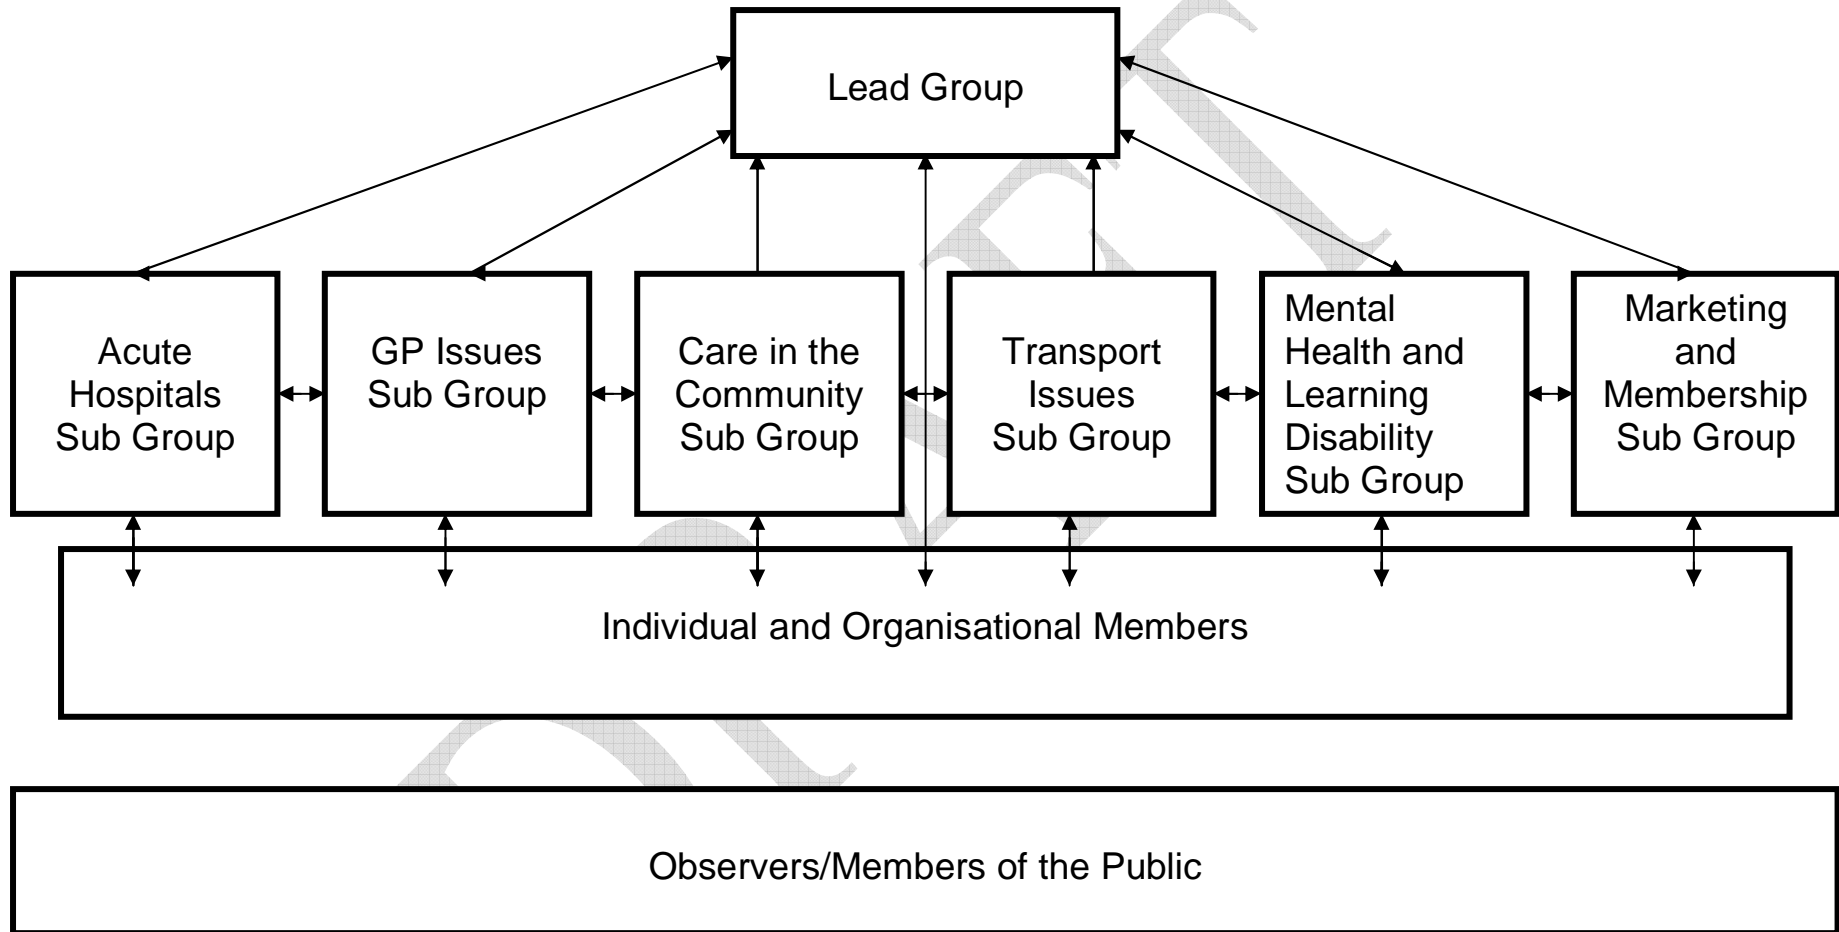 Lead Group
Acute
Hospitals
Sub Group
GP Issues
Sub Group
Care in the
Community
Sub Group
Transport
Issues
Sub Group
Mental
Health and
Learning
Disability
Sub Group
Marketing
and
Membership
Sub Group
Individual and Organisational Members
Observers/Members of the Public
DRAFT